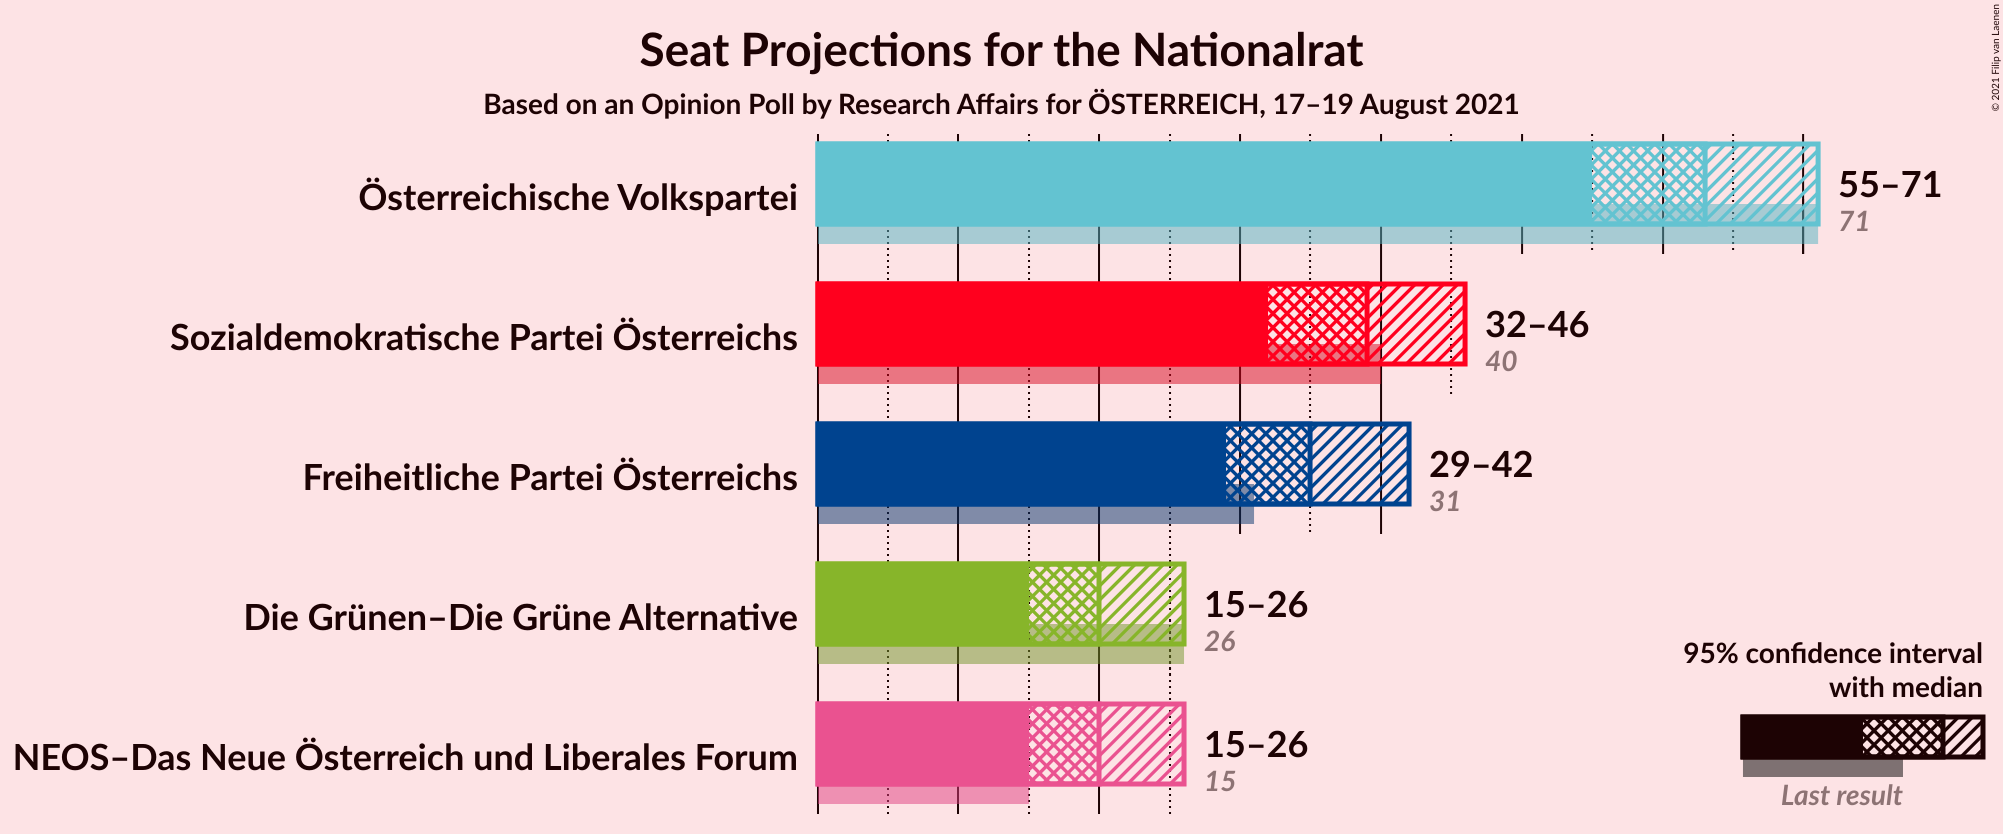 Seat Projections for the Nationalrat
Based on an Opinion Poll by Research Affairs for ÖSTERREICH, 17–19 August 2021
© 2021 Filip van Laenen
Österreichische Volkspartei
55–71
71
Sozialdemokratische Partei Österreichs
32–46
40
Freiheitliche Partei Österreichs
29–42
31
Die Grünen–Die Grüne Alternative
15–26
26
NEOS–Das Neue Österreich und Liberales Forum
15–26
15
95% confidence interval
with median
Last result